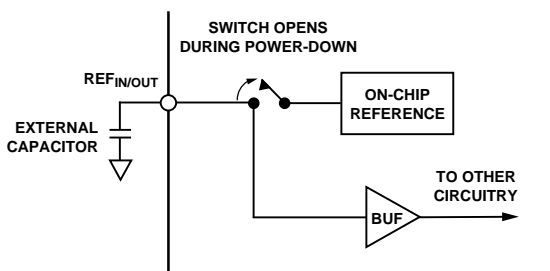 SWITCH OPENS
DURING POWER-DOWN
REFIN/OUT
EXTERNAL
CAPACITOR
ON-CHIP
REFERENCE
TO OTHER
CIRCUITRY
BUF